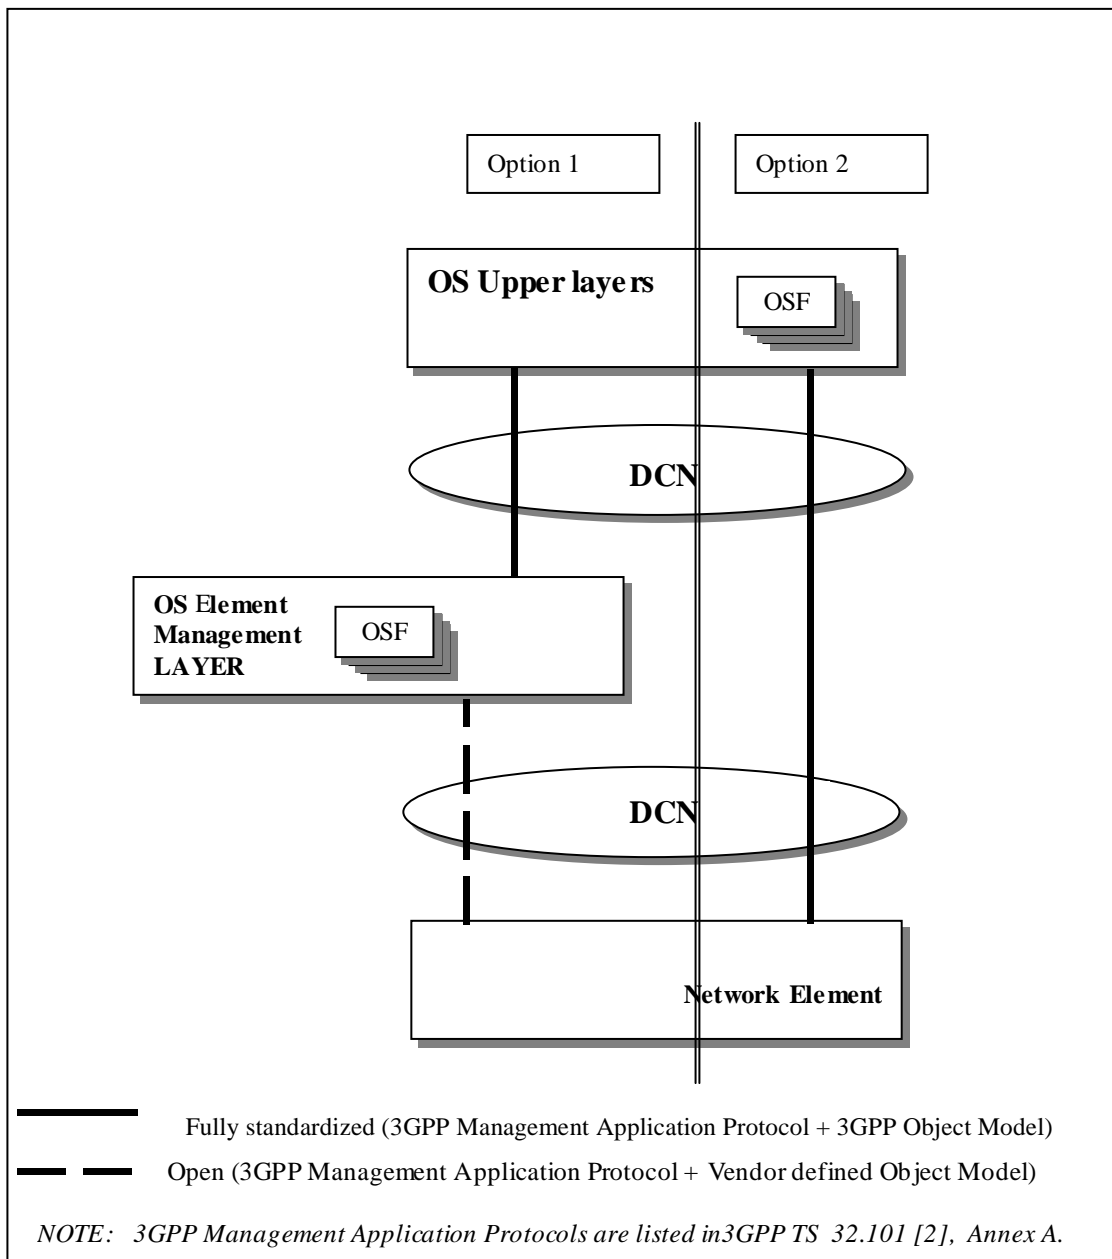 Option 1
Option 2
OS Upper layers
OSF
DCN
OS Element
Management
LAYER
OSF
DCN
Network Element
Fully standardized (3GPP Management Application Protocol + 3GPP Object Model)
Open (3GPP Management Application Protocol + Vendor defined Object Model)
NOTE: 3GPP Management Application Protocols are listed in3GPP TS 32.101 [2], Annex A.